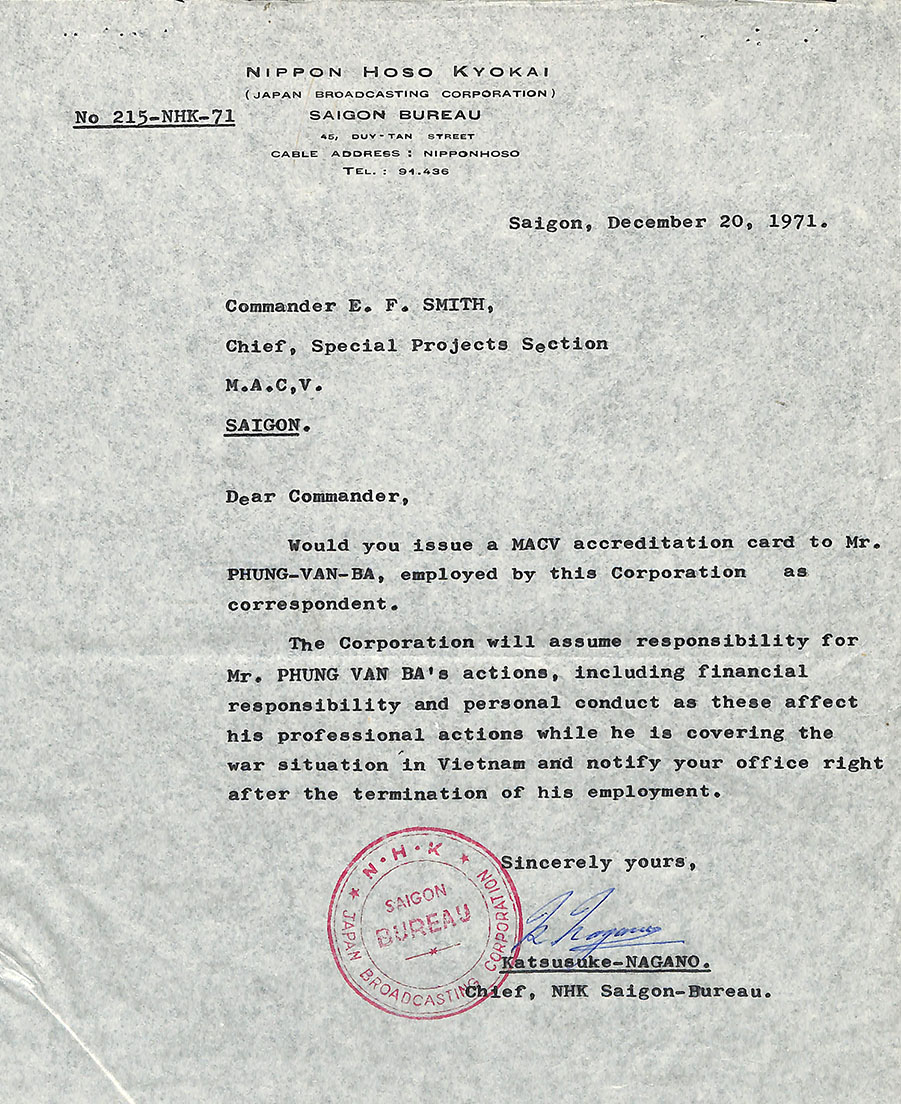 NIPPON HOSO KYOKAI
(JAPAN BROADCASTING CORPORATION)
No 215-NHK-71
SAIGON BUREAU
45, DUY-TAN STREET
CABLE ADDRESS : NIPPONHOSO
TEL. : 91.436
Saigon, December 20, 1971.
Commander E. F. SMITH,
Chief, Special Projects Section
M.A.C,V.
SAIGON.
Dear Commander,
Would you issue a MACV accreditation card to Mr.
PHUNG-VAN-BA, employed by this Corporation as
correspondent.
The Corporation will assume responsibility for
Mr. PHUNG VAN BA's actions, including financial
responsibility and personal conduct as these affect
his professional actions while he is covering the
war situation in Vietnam and notify your office right
after the termination of his employment.
Sincerely yours,
N·H·K
SAIGON
BUREAU
JAPAN BROADCASTING CORPORATION
K. Nagano
Katsusuke-NAGANO.
Chief, NHK Saigon-Bureau.